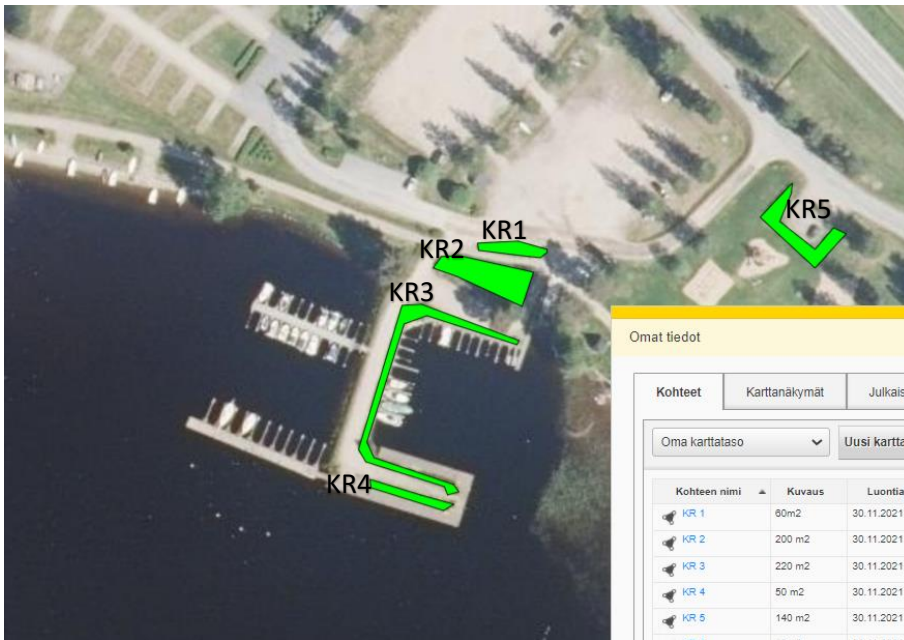 KR1
KR5
KR2
KR3
KR4
Omat tiedot
Kohteet Karttanäkymät Julkais
Oma karttataso Uusi kartta
Kohteen nimi Kuvaus Luontia
KR 1 60m2 30.11.2021
KR 2 200 m2 30.11.2021
KR 3 220 m2 30.11.2021
KR 4 50 m2 30.11.2021
KR 5 140 m2 30.11.2021